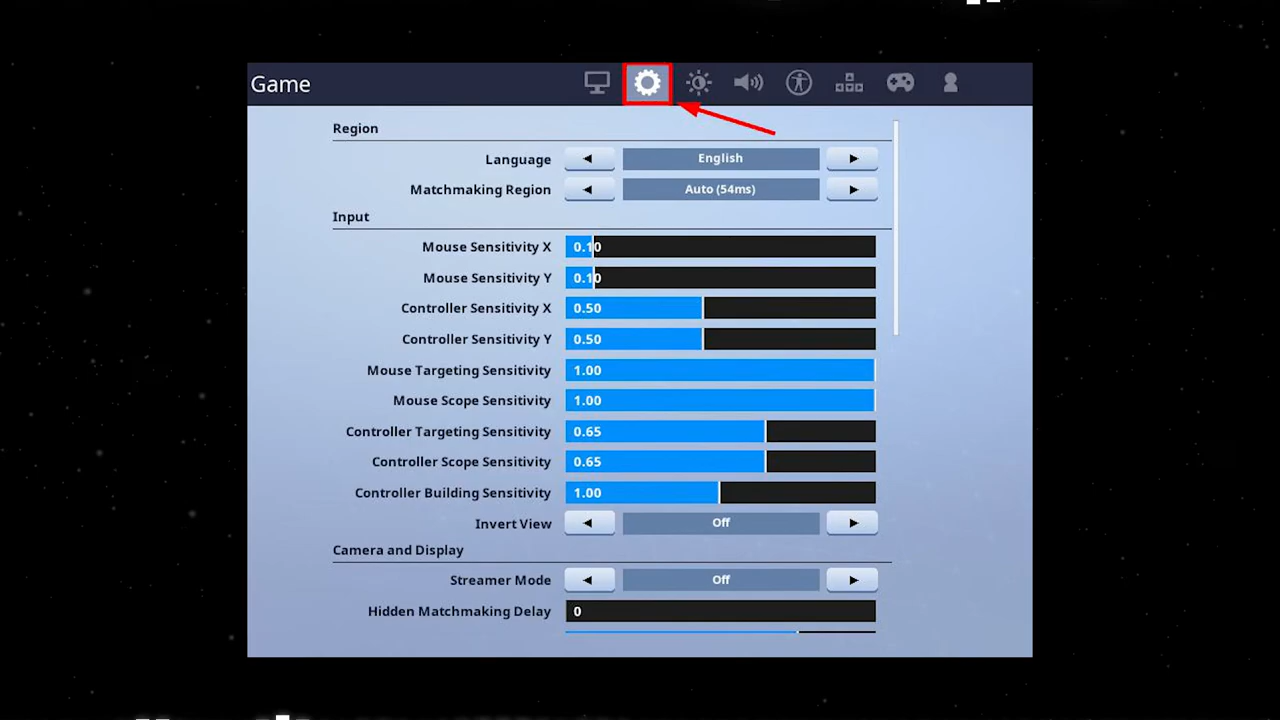 Game
Region
Language English
Matchmaking Region Auto (54ms)
Input
Mouse Sensitivity X 0.10
Mouse Sensitivity Y 0.10
Controller Sensitivity X 0.50
Controller Sensitivity Y 0.50
Mouse Targeting Sensitivity 1.00
Mouse Scope Sensitivity 1.00
Controller Targeting Sensitivity 0.65
Controller Scope Sensitivity 0.65
Controller Building Sensitivity 1.00
Invert View Off
Camera and Display
Streamer Mode Off
Hidden Matchmaking Delay 0